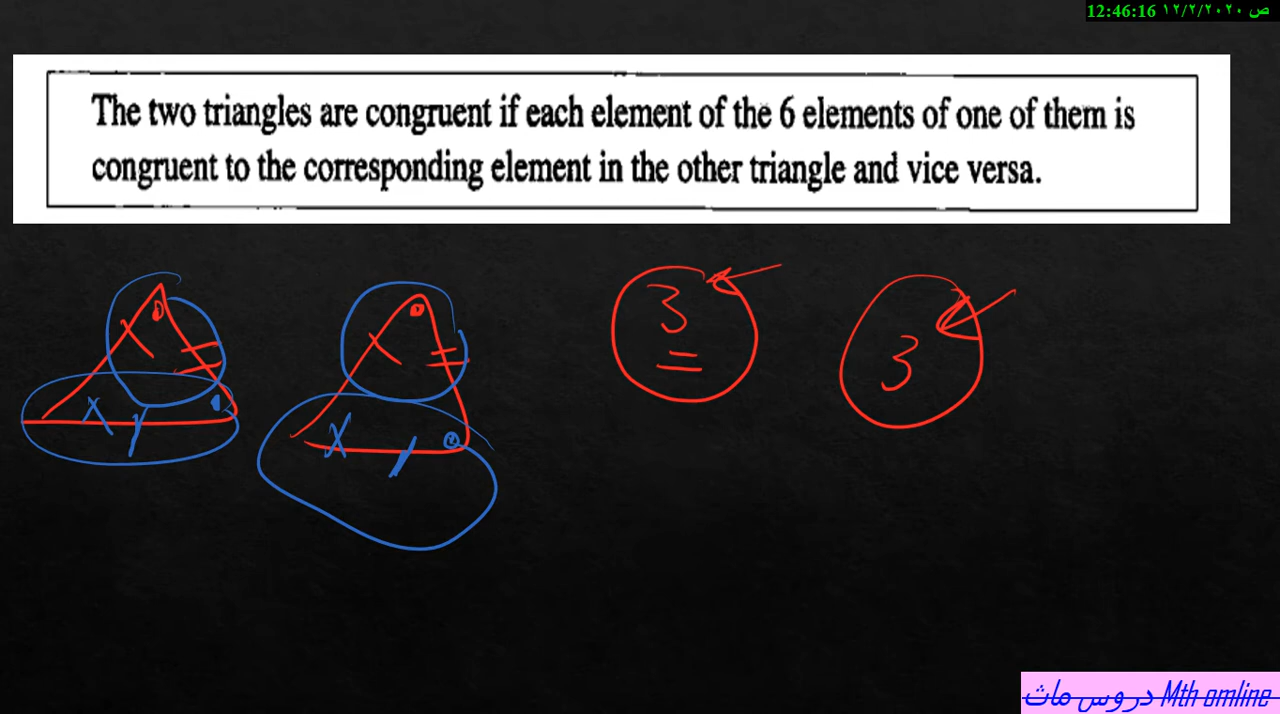 12:46:16 ١٢/٢/٢٠٢٠ ص
The two triangles are congruent if each element of the 6 elements of one of them is
congruent to the corresponding element in the other triangle and vice versa.
3
3
x
x
Mth omline دروس ماث